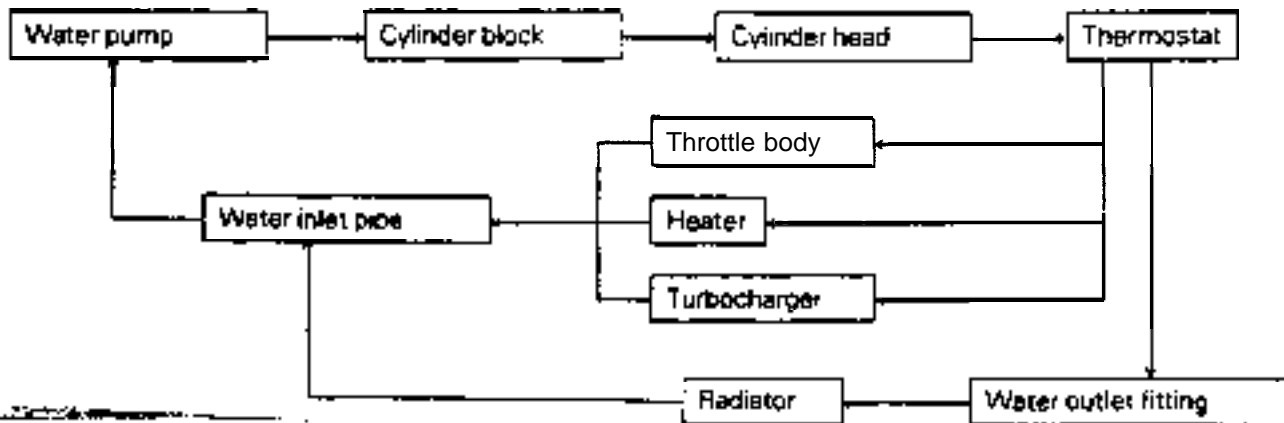 Water pump
Cylinder block
Cylinder head
Thermostat
Throttle body
Water inlet pipe
Heater
Turbocharger
Radiator
Water outlet fitting